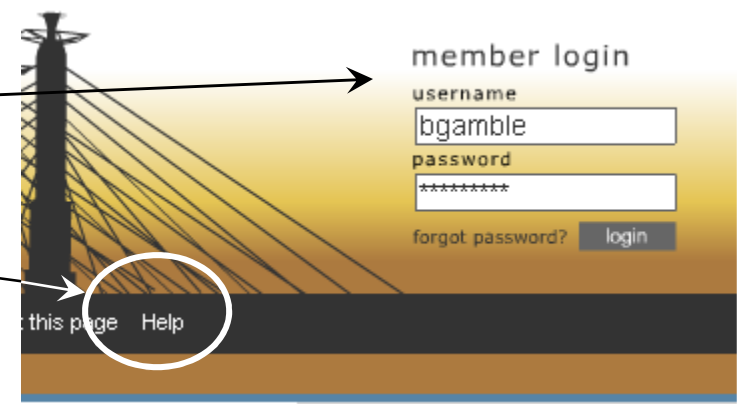 member login
username
bgamble
password
*********
forgot password? login
this page Help